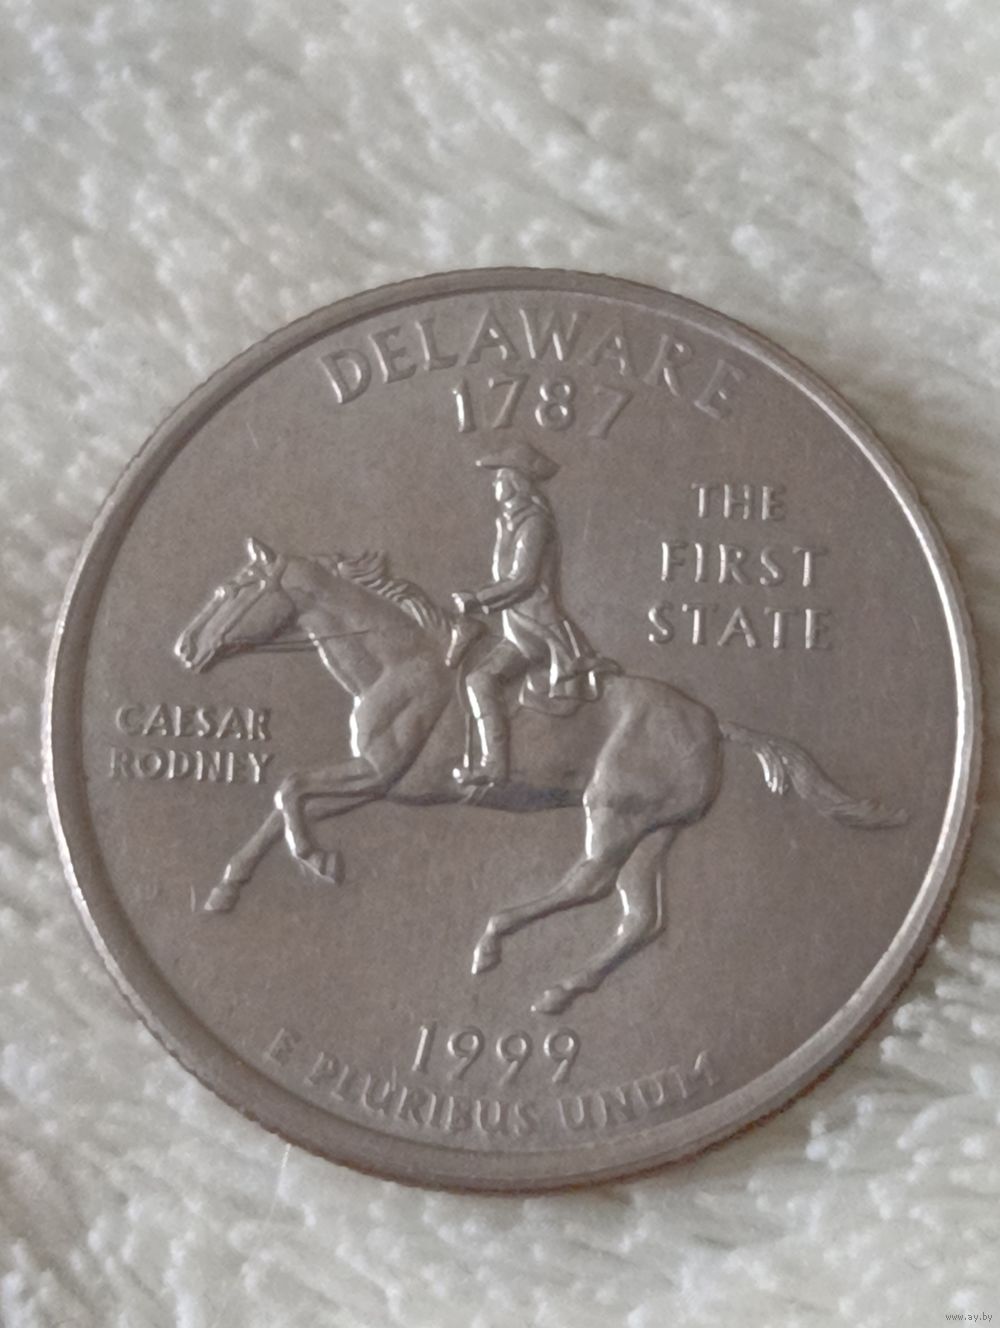 DELAWARE
1787
THE
FIRST
STATE
CAESAR
RODNEY
1999
E PLURIBUS UNUM
www.ay.by